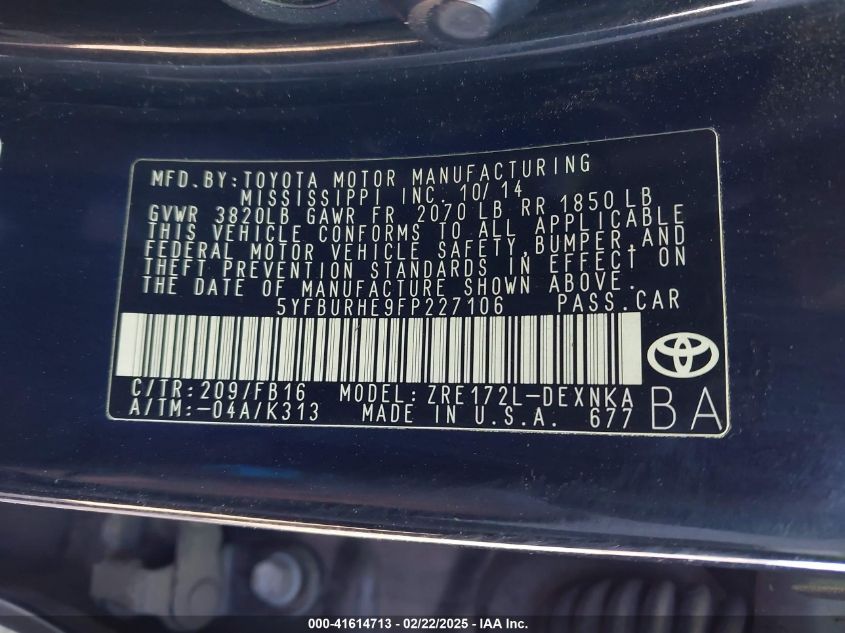 MFD.BY:TOYOTA MOTOR MANUFACTURING
MISSISSIPPI INC. 10/14
GVWR 3820LB GAWR FR 2070 LB RR 1850 LB
THIS VEHICLE CONFORMS TO ALL APPLICABLE
FEDERAL MOTOR VEHICLE SAFETY,BUMPER,AND
THEFT PREVENTION STANDARDS IN EFFECT ON
THE DATE OF MANUFACTURE SHOWN ABOVE.
5YFBURHE9FP227106 PASS.CAR
C/TR:209/FB16 MODEL:ZRE172L-DEXNKA
A/TM:-04A/K313 MADE IN U.S.A. 677
BA
000-41614713 - 02/22/2025 - IAA Inc.